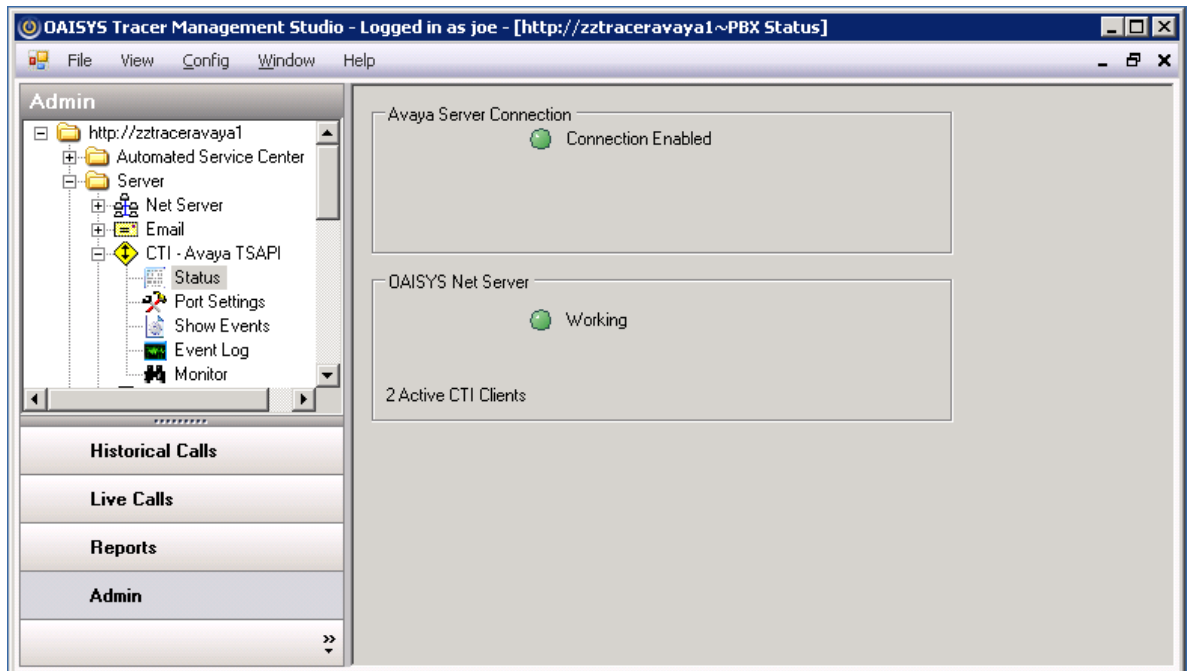 OAISYS Tracer Management Studio - Logged in as joe - [http://zztraceravaya1~PBX Status]
File View Config Window Help
Admin
http://zztraceravaya1
Automated Service Center
Server
Net Server
Email
CTI - Avaya TSAPI
Status
Port Settings
Show Events
Event Log
Monitor
Historical Calls
Live Calls
Reports
Admin
Avaya Server Connection
Connection Enabled
OAISYS Net Server
Working
2 Active CTI Clients